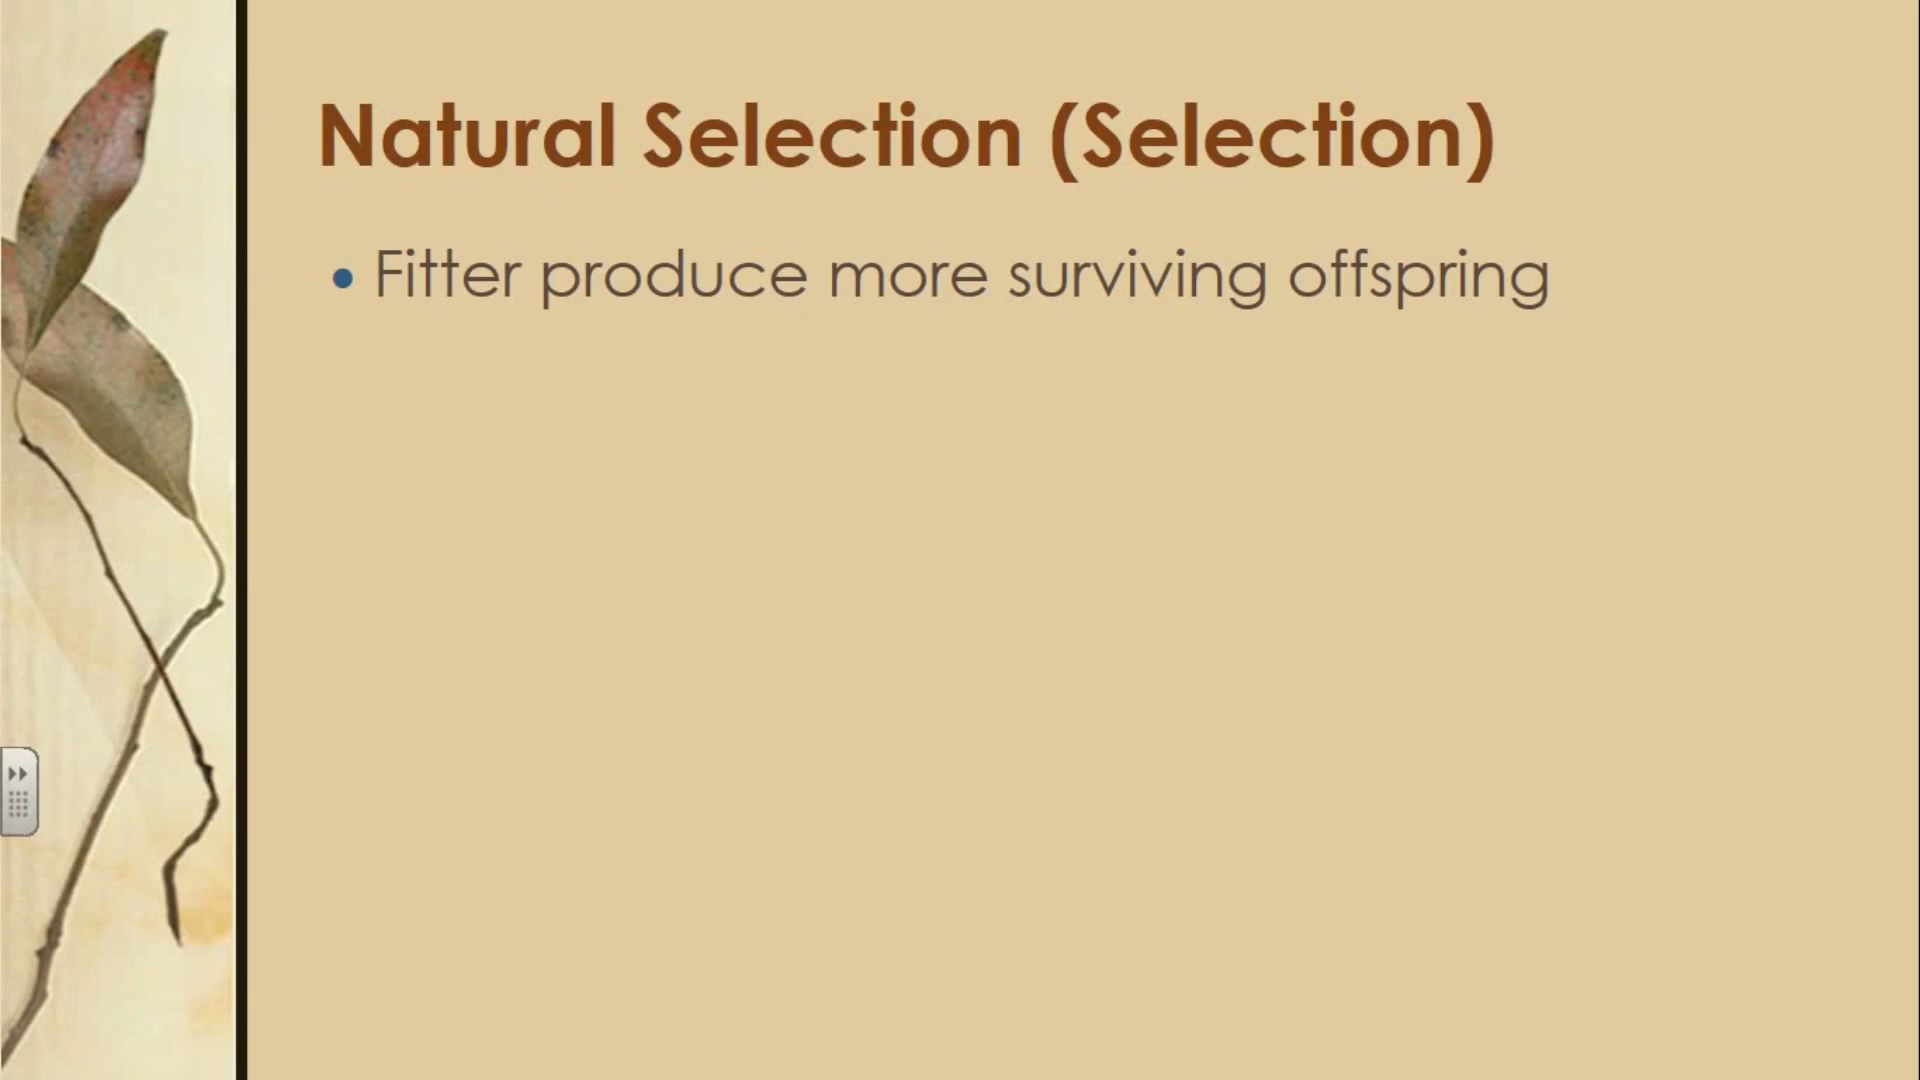 Natural Selection (Selection)
• Fitter produce more surviving offspring